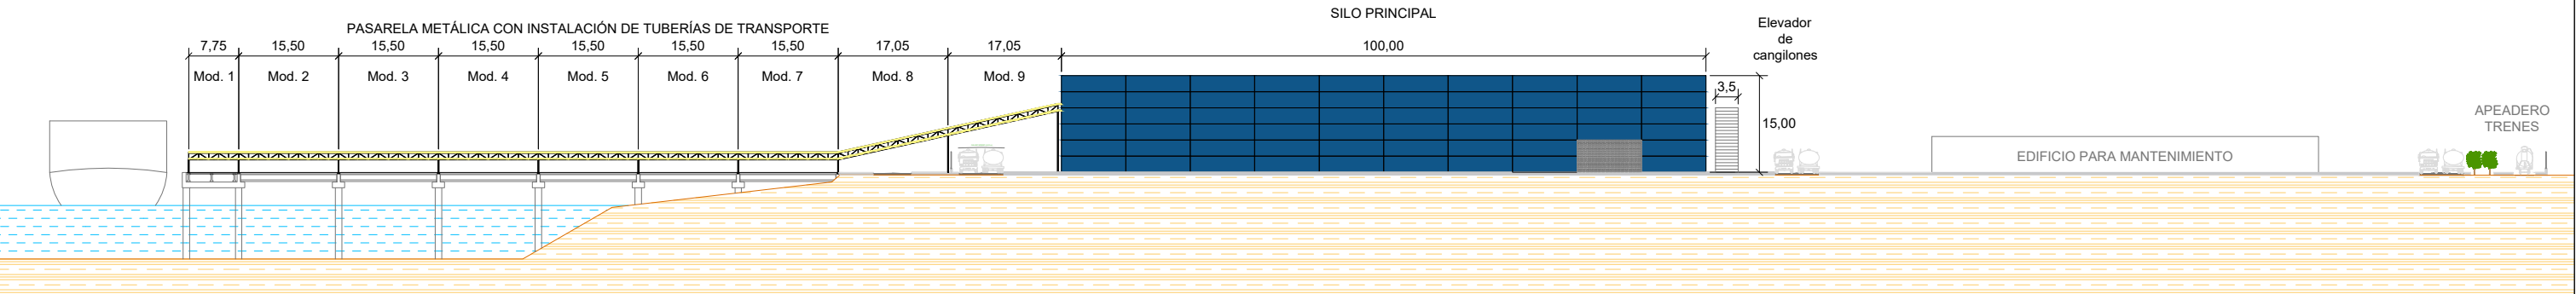 SILO PRINCIPAL
PASARELA METÁLICA CON INSTALACIÓN DE TUBERÍAS DE TRANSPORTE
Elevador
de
cangilones
7,75 15,50 15,50 15,50 15,50 15,50 15,50 17,05 17,05 100,00
Mod. 1 Mod. 2 Mod. 3 Mod. 4 Mod. 5 Mod. 6 Mod. 7 Mod. 8 Mod. 9
3,5
15,00
APEADERO
TRENES
EDIFICIO PARA MANTENIMIENTO